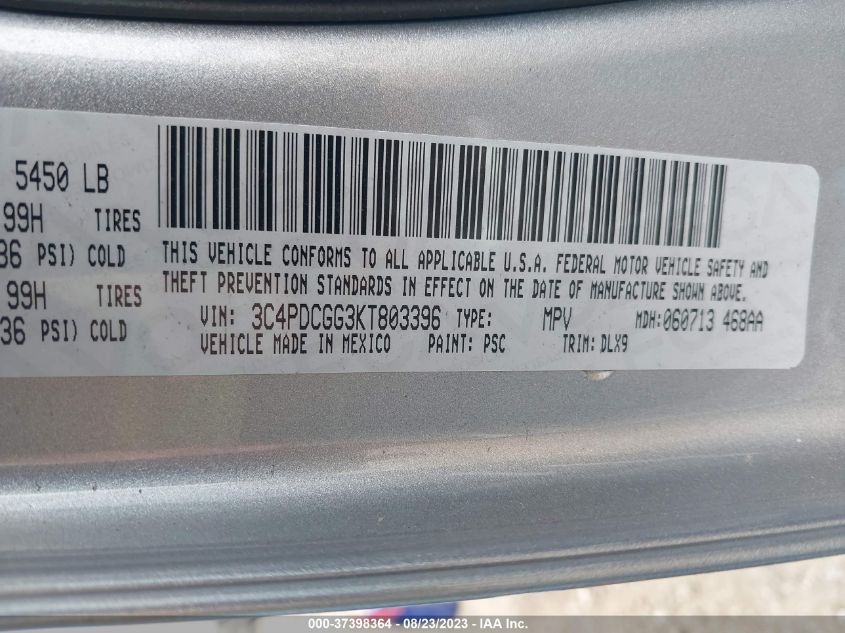 5450 LB
99H TIRES
36 PSI) COLD
99H TIRES
36 PSI) COLD
THIS VEHICLE CONFORMS TO ALL APPLICABLE U.S.A. FEDERAL MOTOR VEHICLE SAFETY AND
THEFT PREVENTION STANDARDS IN EFFECT ON THE DATE OF MANUFACTURE SHOWN ABOVE.
VIN: 3C4PDCGG3KT803396 TYPE: MPV MDH:060713 468AA
VEHICLE MADE IN MEXICO PAINT: PSC TRIM: DLX9
000-37398364 - 08/23/2023 - IAA Inc.